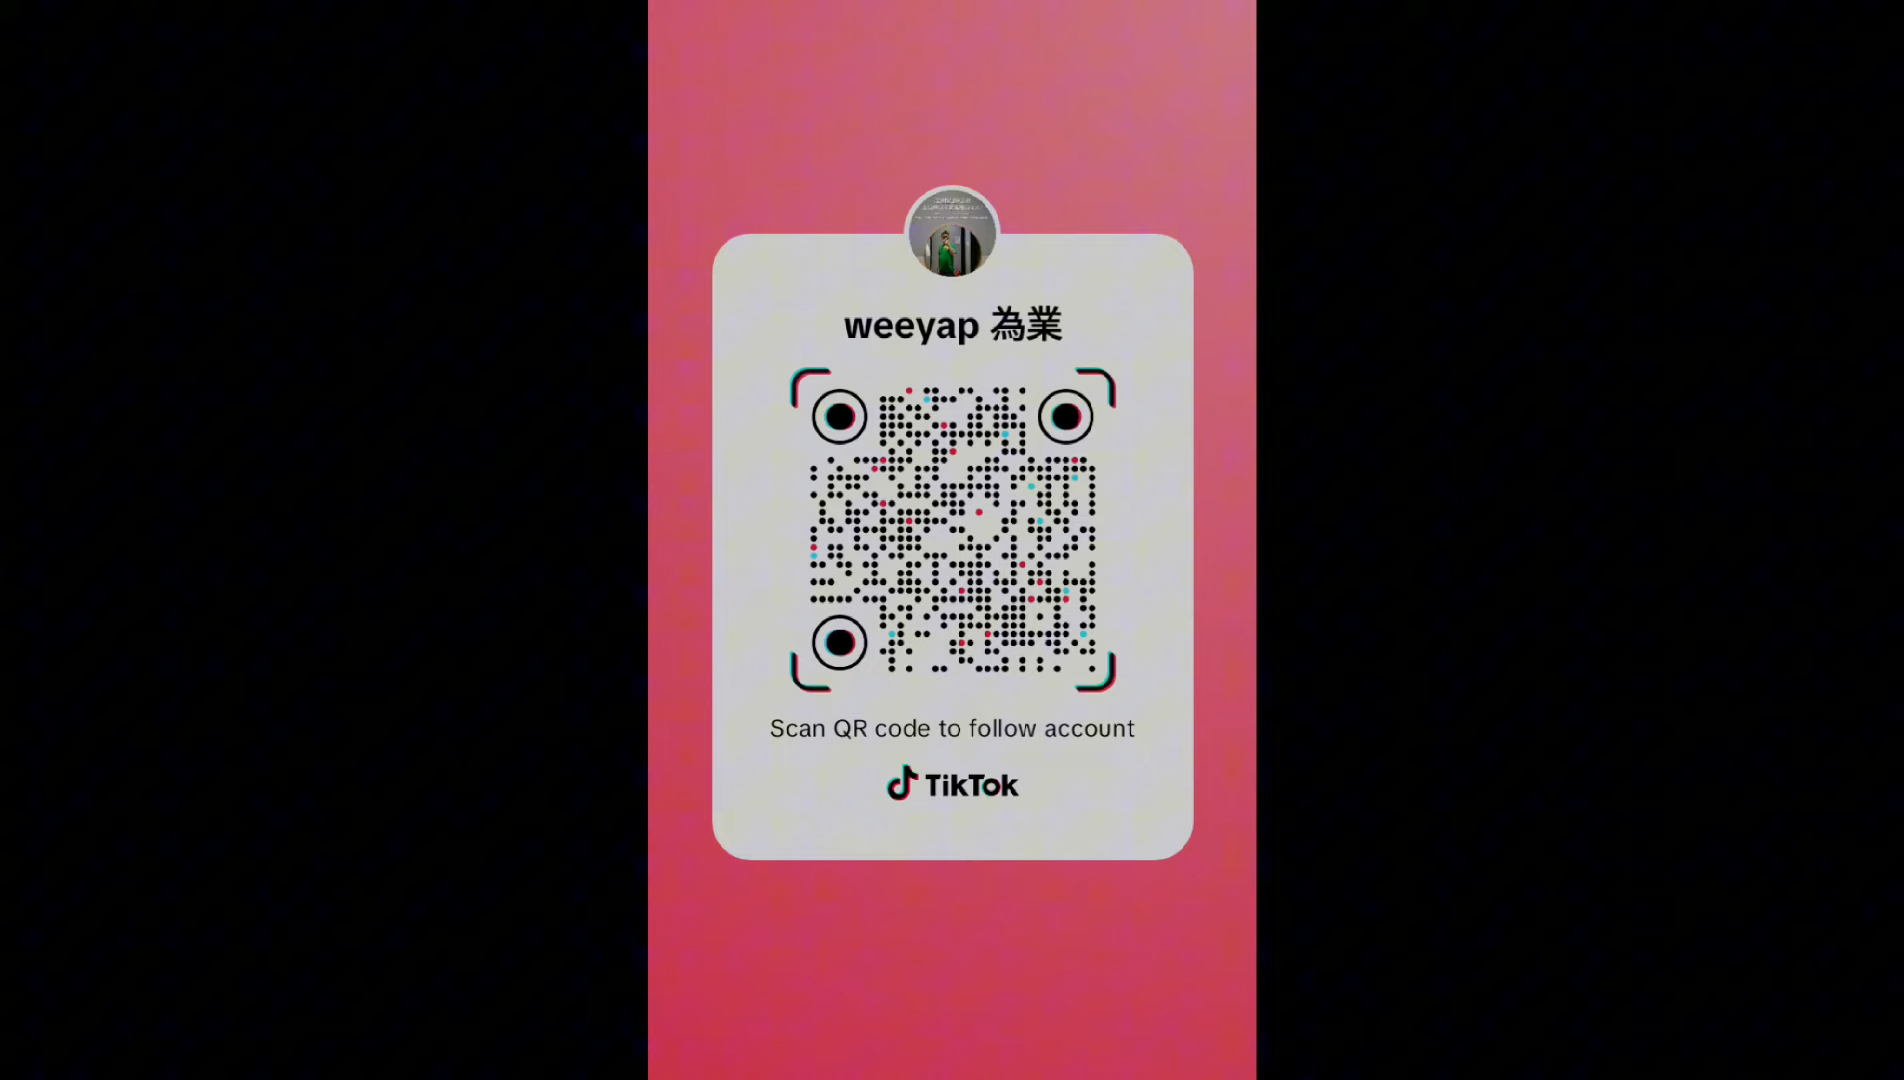 weeyap 為業
Scan QR code to follow account
TikTok